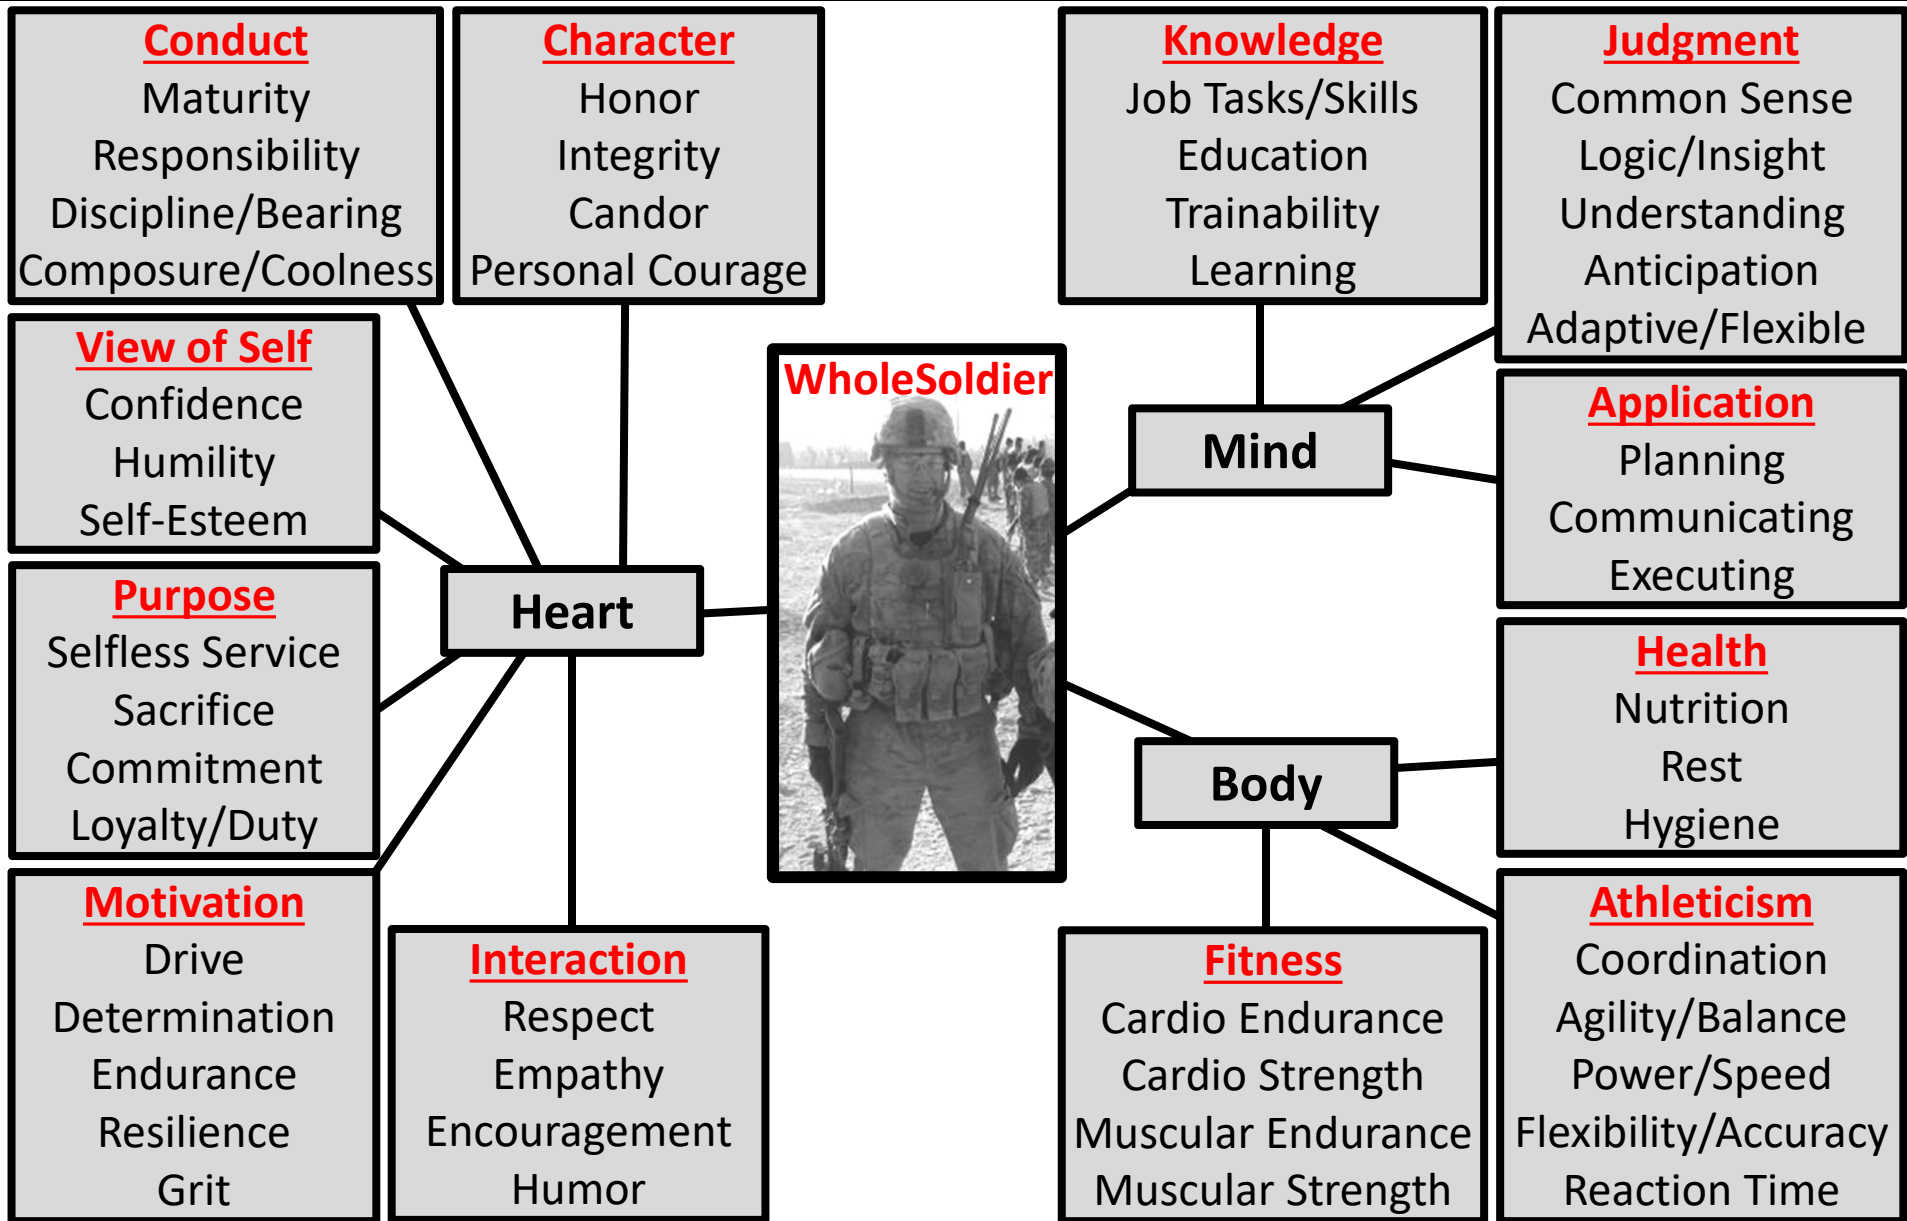 Conduct
Maturity
Responsibility
Discipline/Bearing
Composure/Coolness
Character
Honor
Integrity
Candor
Personal Courage
Knowledge
Job Tasks/Skills
Education
Trainability
Learning
Judgment
Common Sense
Logic/Insight
Understanding
Anticipation
Adaptive/Flexible
View of Self
Confidence
Humility
Self-Esteem
WholeSoldier
Mind
Application
Planning
Communicating
Executing
Purpose
Selfless Service
Sacrifice
Commitment
Loyalty/Duty
Heart
Body
Health
Nutrition
Rest
Hygiene
Motivation
Drive
Determination
Endurance
Resilience
Grit
Interaction
Respect
Empathy
Encouragement
Humor
Fitness
Cardio Endurance
Cardio Strength
Muscular Endurance
Muscular Strength
Athleticism
Coordination
Agility/Balance
Power/Speed
Flexibility/Accuracy
Reaction Time